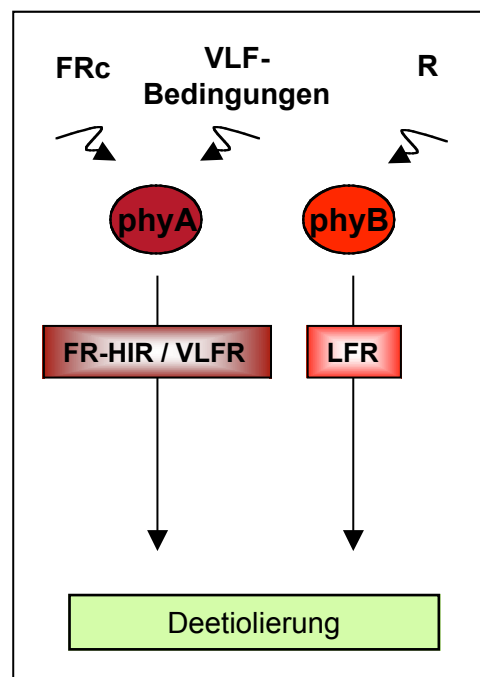 FRc
VLF-
Bedingungen
R
phyA
phyB
FR-HIR / VLFR
LFR
Deetiolierung